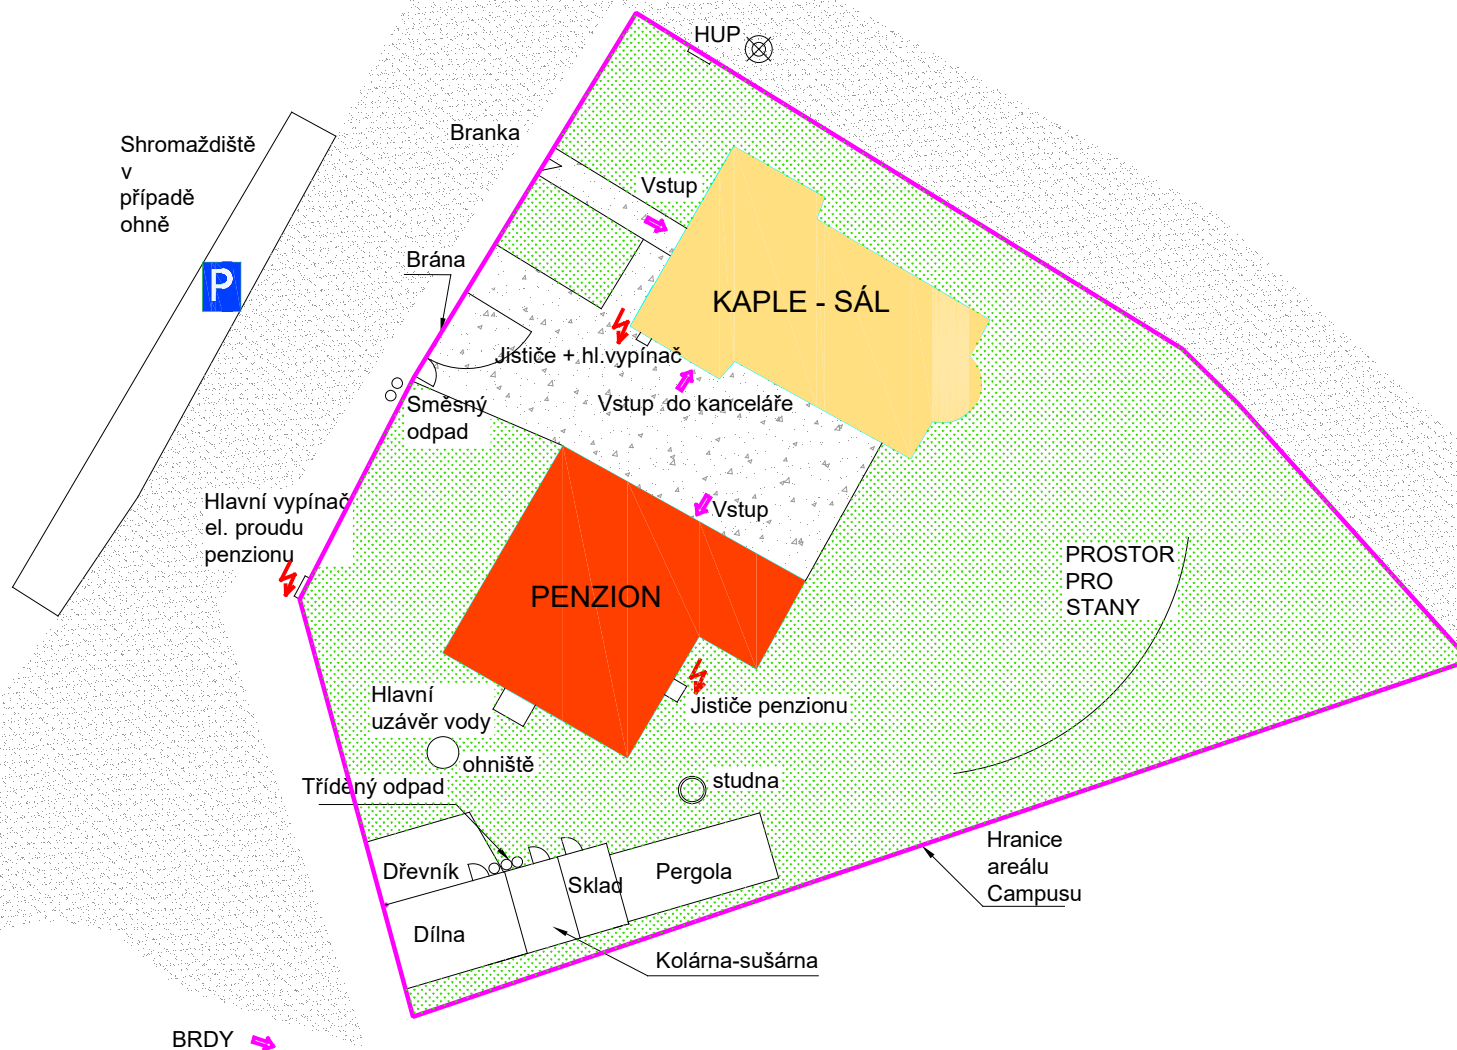 HUP
Branka
Shromaždiště
v
případě
ohně
Vstup
Brána
P
KAPLE - SÁL
Jističe + hl.vypínač
Vstup do kanceláře
Směsný
odpad
Hlavní vypínač
el. proudu
penzionu
Vstup
PROSTOR
PRO
STANY
PENZION
Hlavní
uzávěr vody
Jističe penzionu
ohniště
studna
Tříděný odpad
Hranice
areálu
Campusu
Dřevník
Sklad
Pergola
Dílna
Kolárna-sušárna
BRDY